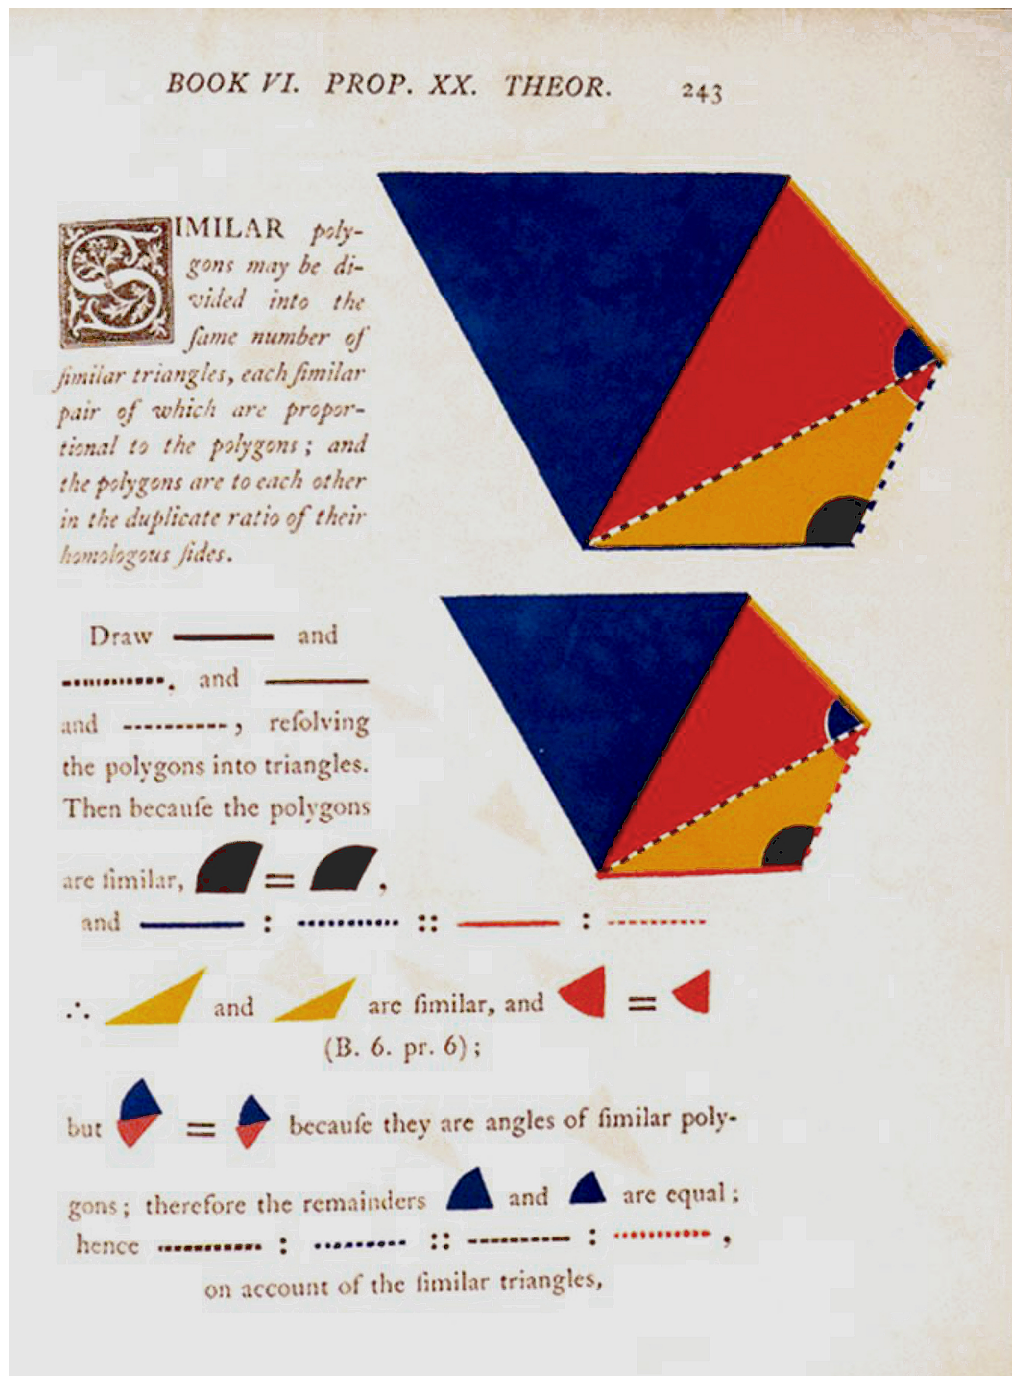 BOOK VI. PROP. XX. THEOR. 243
SIMILAR poly-
gons may be di-
vided into the
ſame number of
ſimilar triangles, each ſimilar
pair of which are propor-
tional to the polygons; and
the polygons are to each other
in the duplicate ratio of their
homologous ſides.
Draw and
. and
and , reſolving
the polygons into triangles.
Then becauſe the polygons
are ſimilar, = ,
and : :: :
∴ and are ſimilar, and =
(B. 6. pr. 6);
but = becauſe they are angles of ſimilar poly-
gons; therefore the remainders and are equal;
hence : :: : ,
on account of the ſimilar triangles,